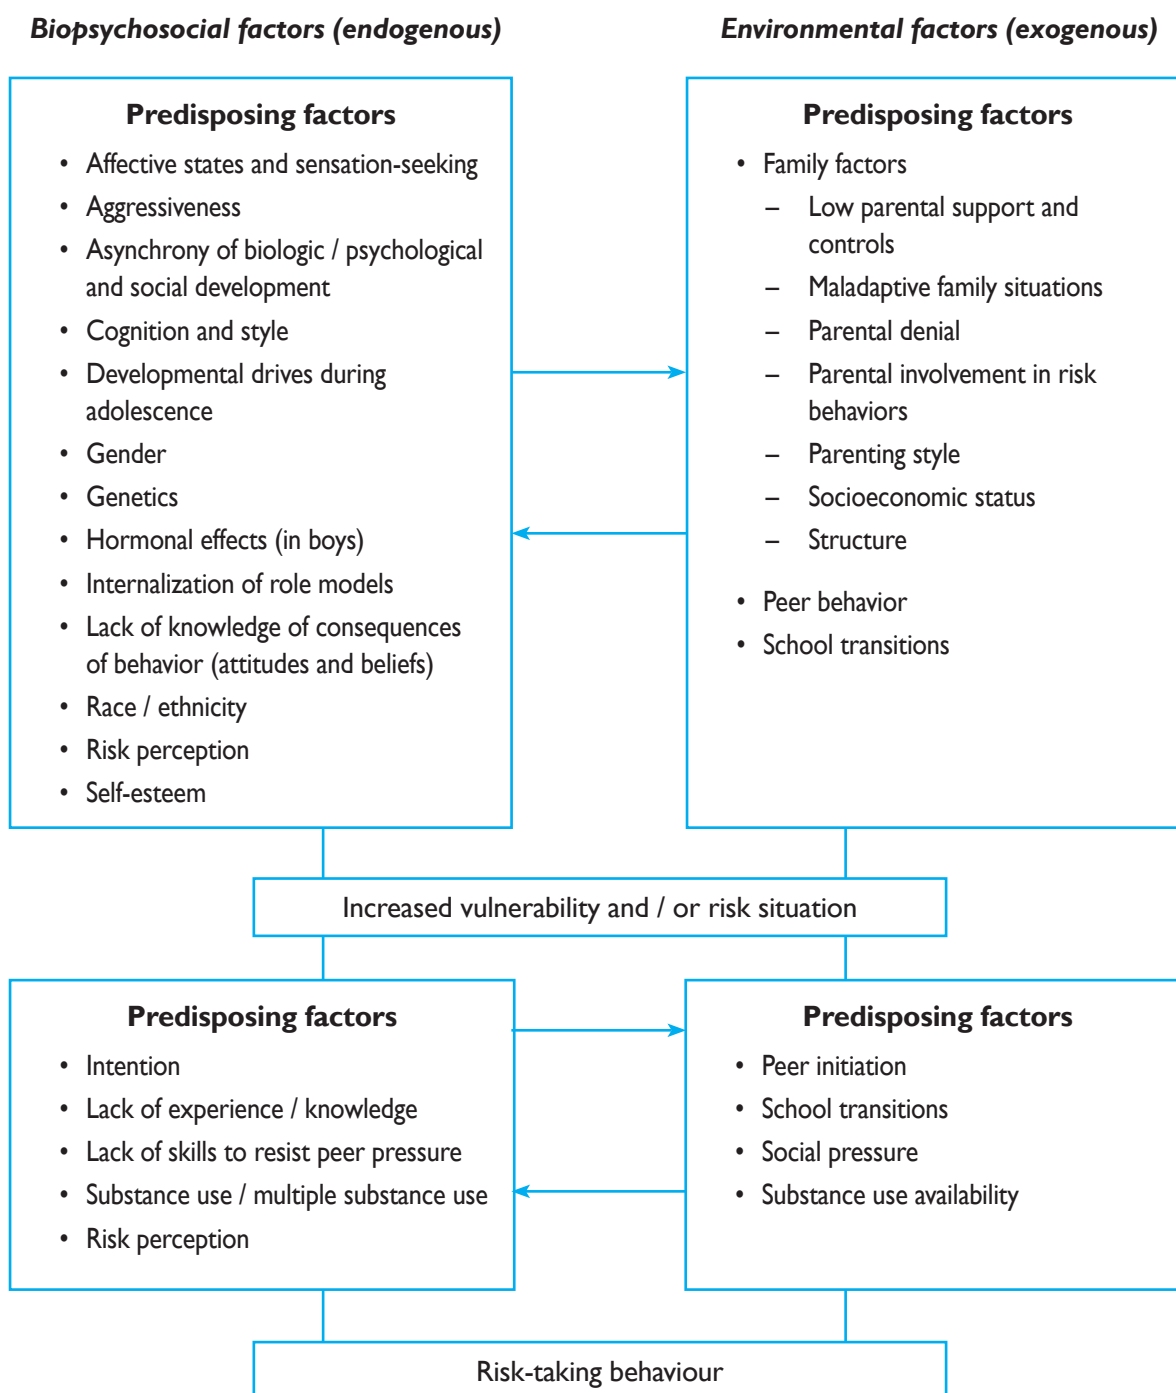 Biopsychosocial factors (endogenous)
Environmental factors (exogenous)
Predisposing factors
• Affective states and sensation-seeking
• Aggressiveness
• Asynchrony of biologic / psychological
and social development
• Cognition and style
• Developmental drives during
adolescence
• Gender
• Genetics
• Hormonal effects (in boys)
• Internalization of role models
• Lack of knowledge of consequences
of behavior (attitudes and beliefs)
• Race / ethnicity
• Risk perception
• Self-esteem
Predisposing factors
• Family factors
– Low parental support and
controls
– Maladaptive family situations
– Parental denial
– Parental involvement in risk
behaviors
– Parenting style
– Socioeconomic status
– Structure
• Peer behavior
• School transitions
Increased vulnerability and / or risk situation
Predisposing factors
• Intention
• Lack of experience / knowledge
• Lack of skills to resist peer pressure
• Substance use / multiple substance use
• Risk perception
Predisposing factors
• Peer initiation
• School transitions
• Social pressure
• Substance use availability
Risk-taking behaviour